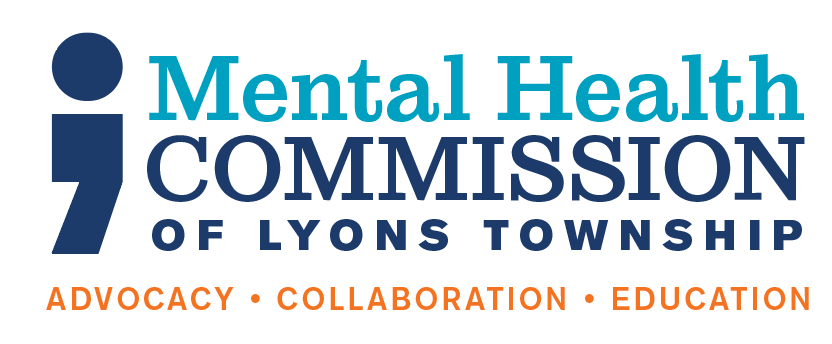 Mental Health
COMMISSION
OF LYONS TOWNSHIP
ADVOCACY • COLLABORATION • EDUCATION